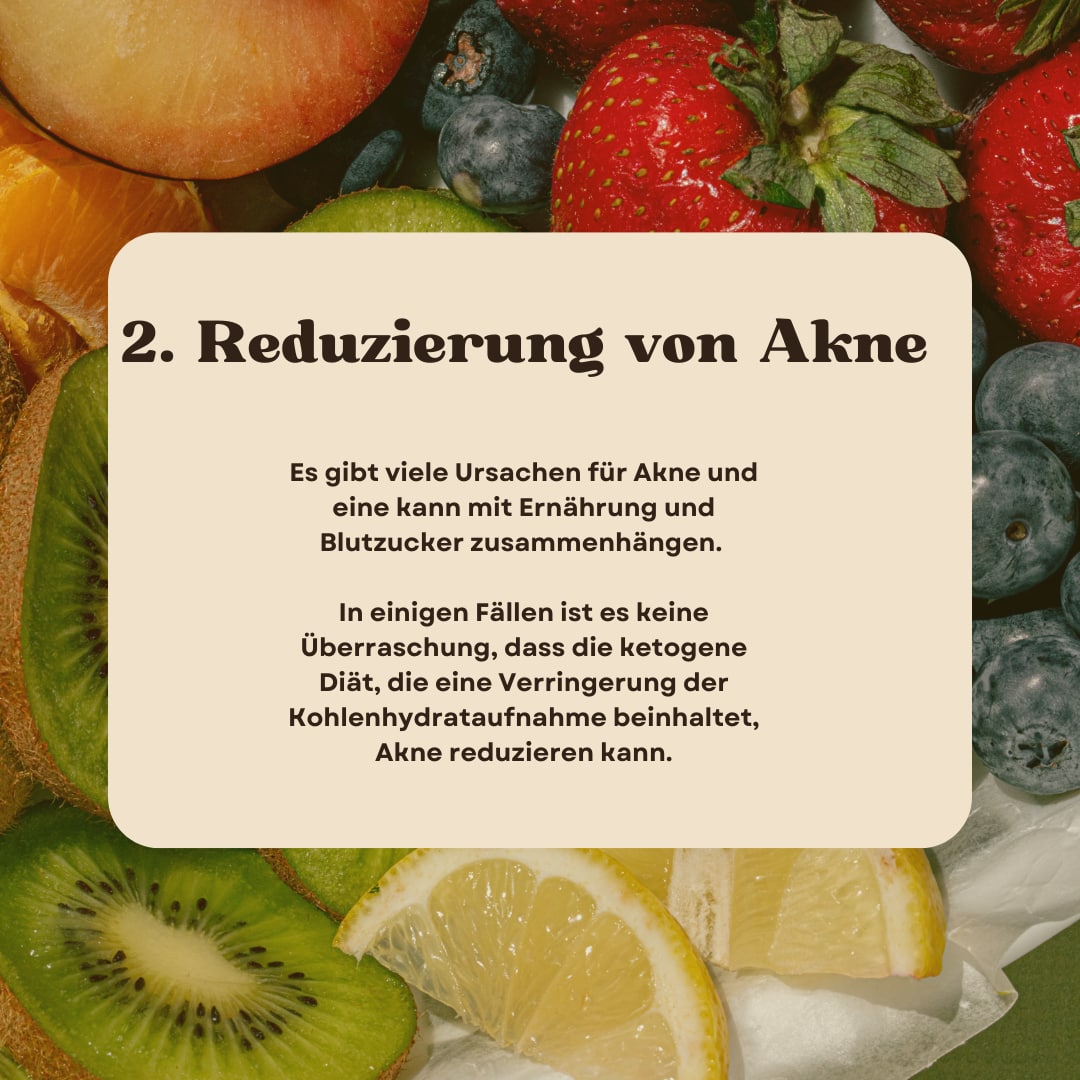 2. Reduzierung von Akne
Es gibt viele Ursachen für Akne und
eine kann mit Ernährung und
Blutzucker zusammenhängen.
In einigen Fällen ist es keine
Überraschung, dass die ketogene
Diät, die eine Verringerung der
Kohlenhydrataufnahme beinhaltet,
Akne reduzieren kann.